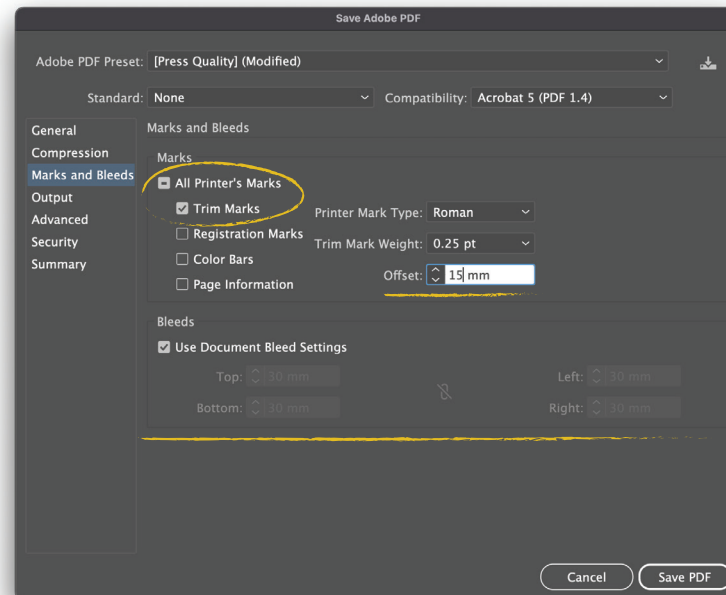 Save Adobe PDF
Adobe PDF Preset: [Press Quality] (Modified)
Standard: None Compatibility: Acrobat 5 (PDF 1.4)
General
Compression
Marks and Bleeds
Output
Advanced
Security
Summary
Marks and Bleeds
Marks
All Printer's Marks
Trim Marks
Registration Marks
Color Bars
Page Information
Printer Mark Type: Roman
Trim Mark Weight: 0.25 pt
Offset: 15 mm
Bleeds
Use Document Bleed Settings
Top: 30 mm Left: 30 mm
Bottom: 30 mm Right: 30 mm
Cancel Save PDF